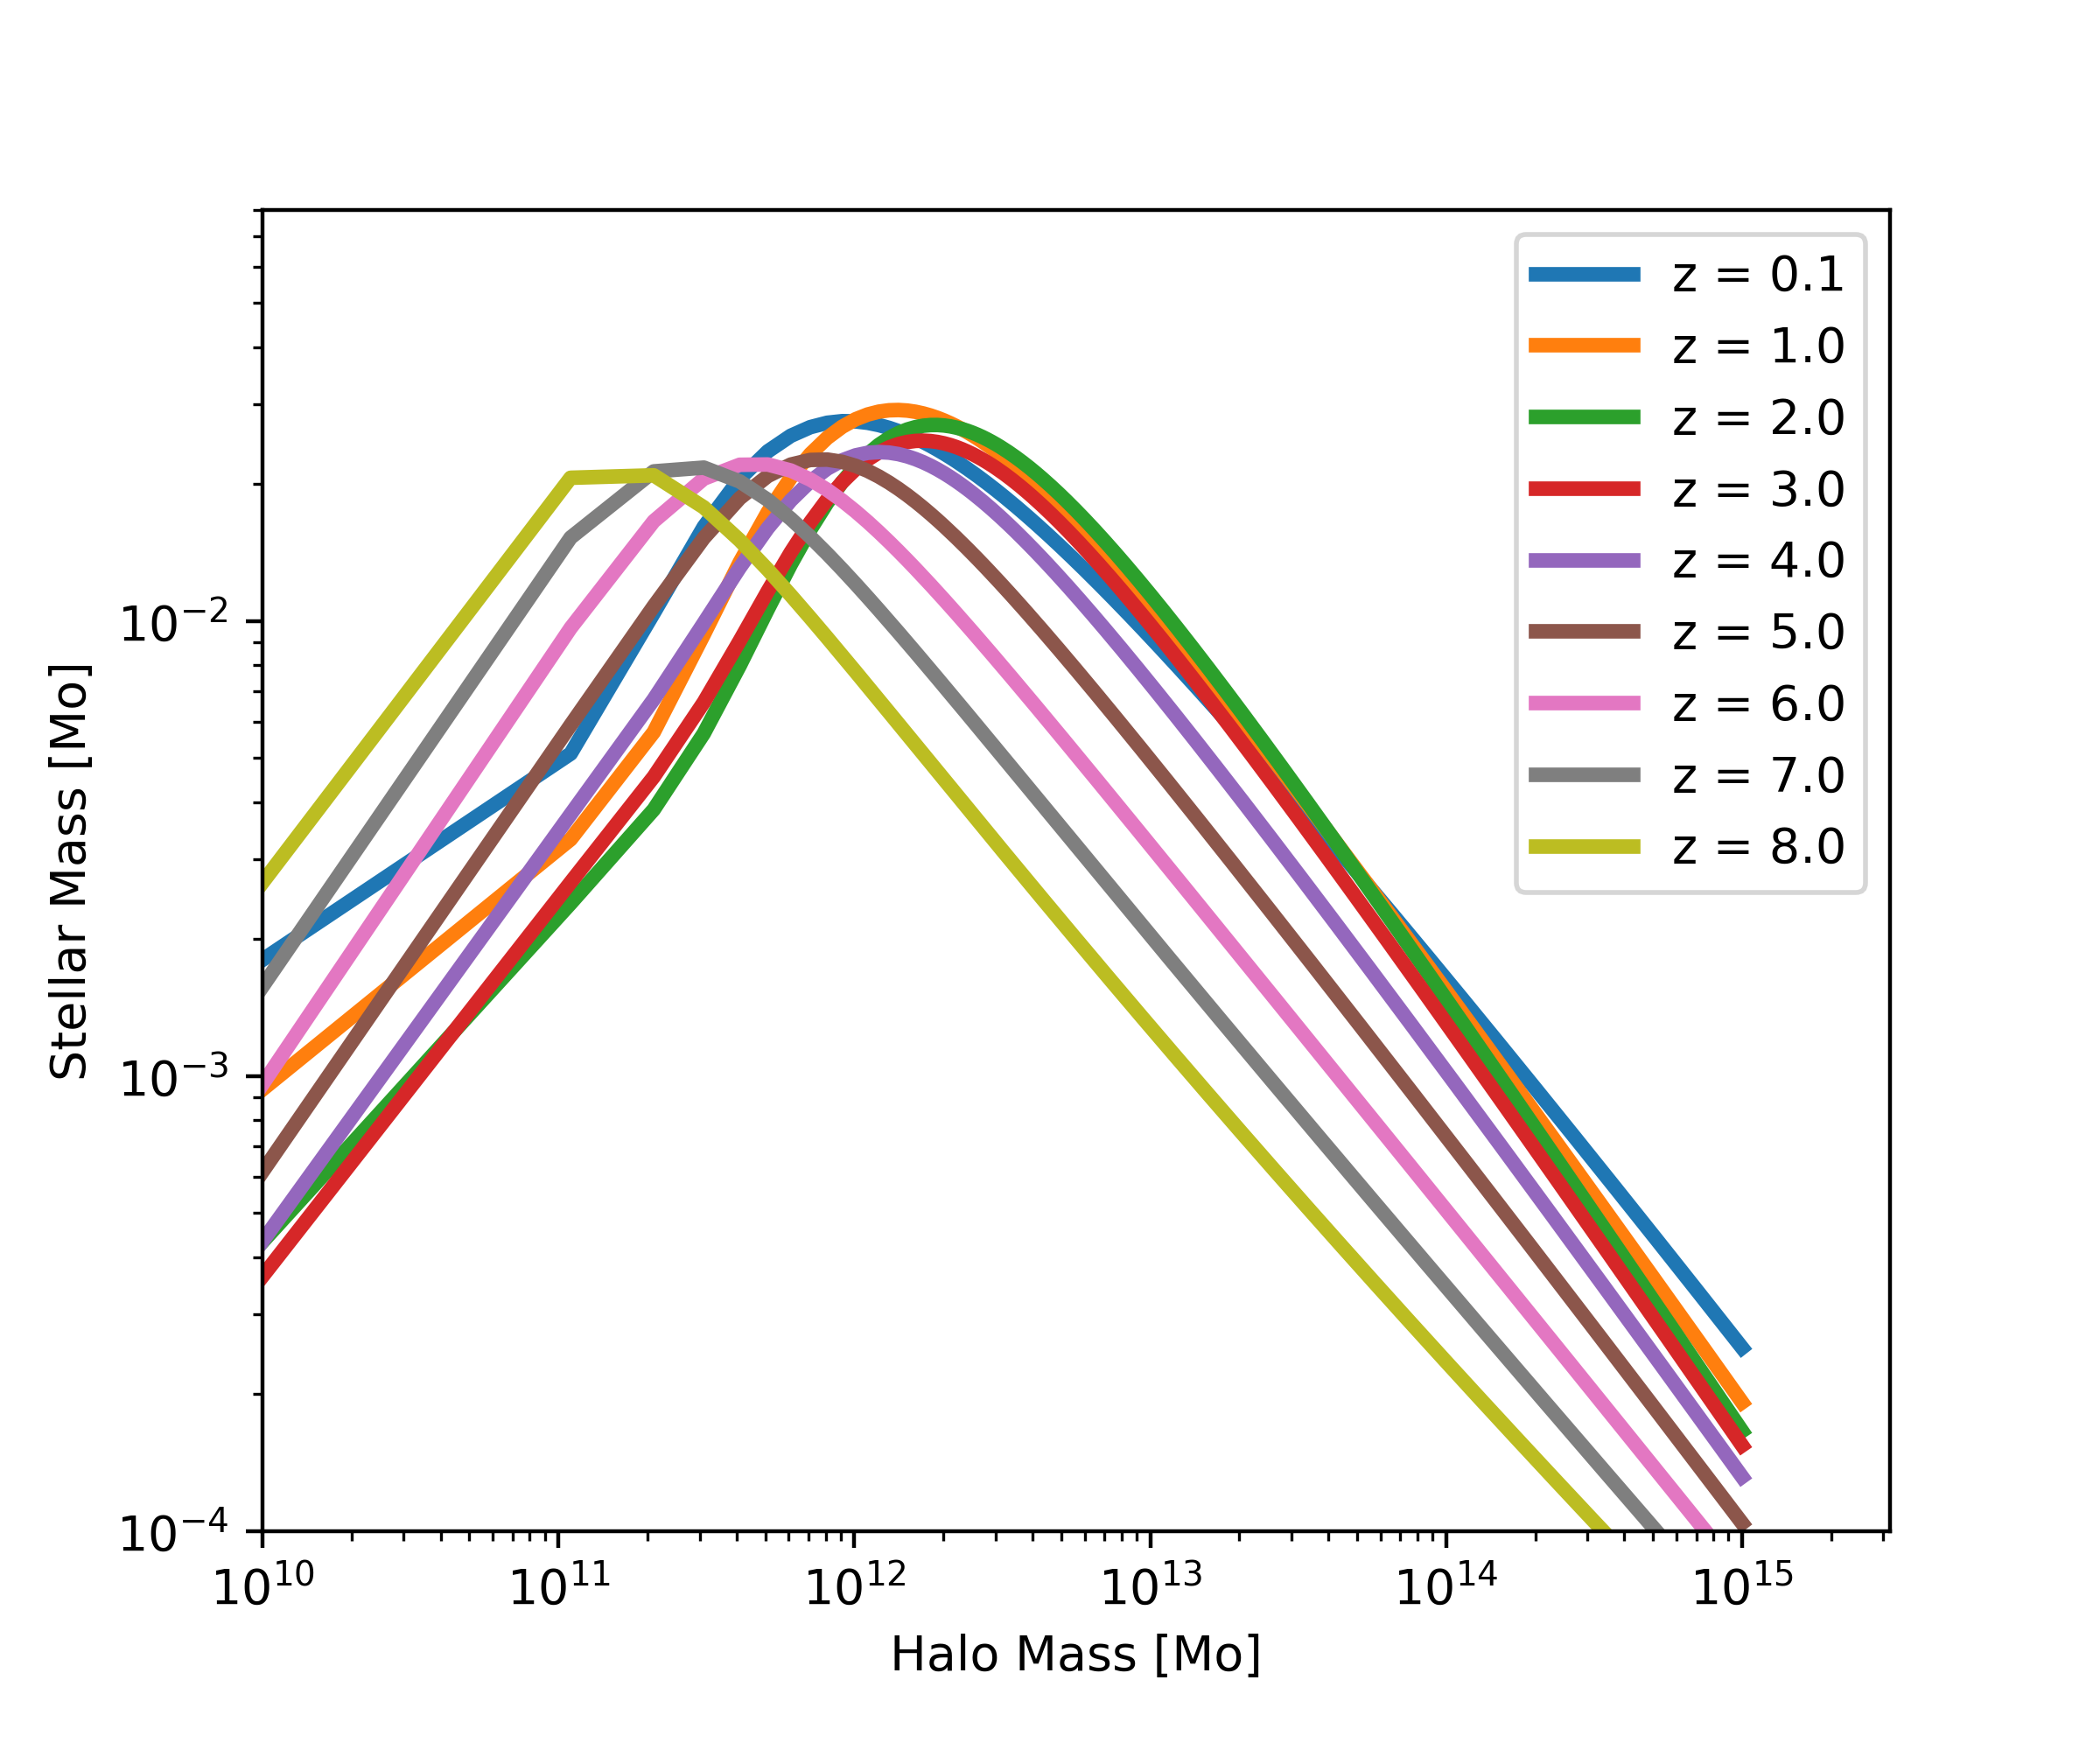 z = 0.1
z = 1.0
z = 2.0
z = 3.0
z = 4.0
z = 5.0
z = 6.0
z = 7.0
z = 8.0
Stellar Mass [Mo]
10⁻²
10⁻³
10⁻⁴
10¹⁰ 10¹¹ 10¹² 10¹³ 10¹⁴ 10¹⁵
Halo Mass [Mo]